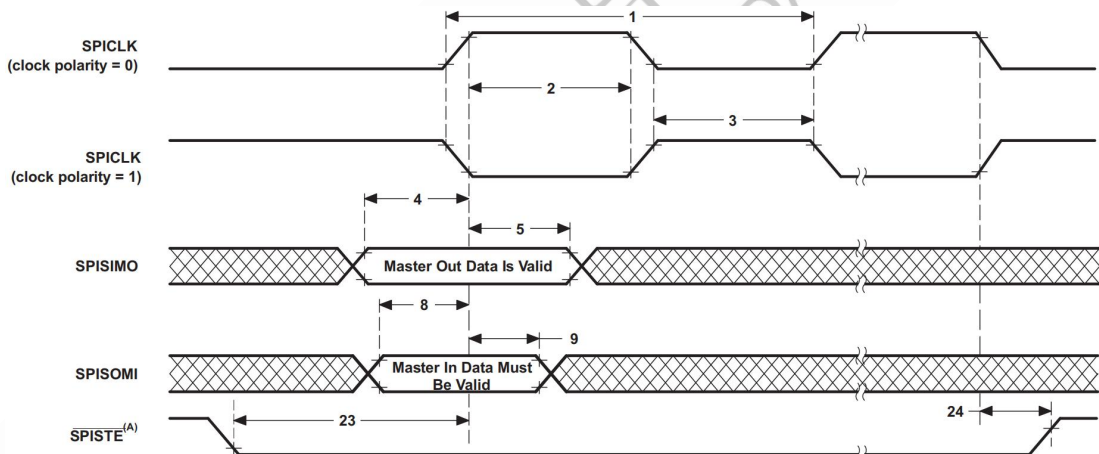 1
SPICLK
(clock polarity = 0)
2
3
SPICLK
(clock polarity = 1)
4
5
SPISIMO
Master Out Data Is Valid
8
9
SPISOMI
Master In Data Must
Be Valid
23
24
SPISTE(A)